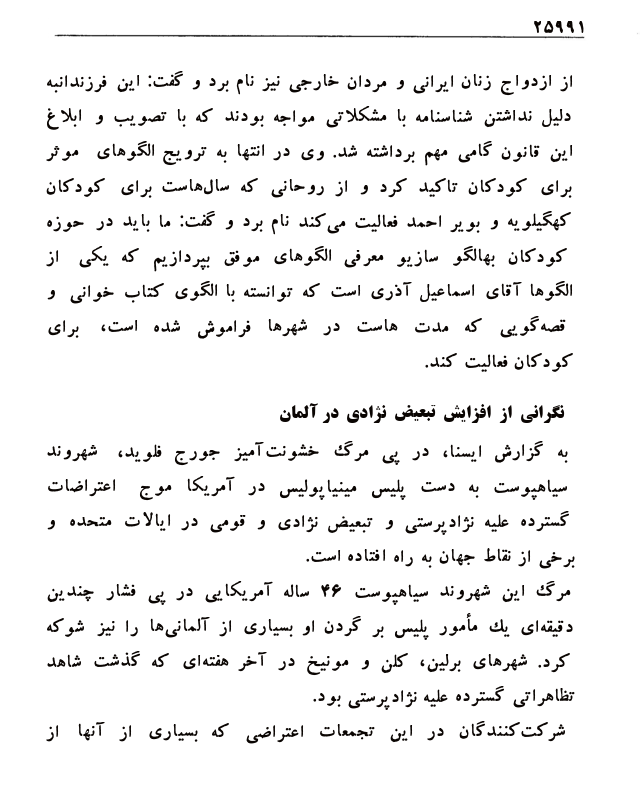 ۲۵۹۹۱
از ازدواج زنان ایرانی و مردان خارجی نیز نام برد و گفت: این فرزندانبه
دلیل نداشتن شناسنامه با مشکلاتی مواجه بودند که با تصویب و ابلاغ
این قانون گامی مهم برداشته شد. وی در انتها به ترویج الگوهای موثر
برای کودکان تاکید کرد و از روحانی که سال‌هاست برای کودکان
کهگیلویه و بویر احمد فعالیت می‌کند نام برد و گفت: ما باید در حوزه
کودکان بهالگو سازیو معرفی الگوهای موفق بپردازیم که یکی از
الگوها آقای اسماعیل آذری است که توانسته با الگوی کتاب خوانی و
قصه‌گویی که مدت هاست در شهرها فراموش شده است، برای
کودکان فعالیت کند.
نگرانی از افزایش تبعیض نژادی در آلمان
به گزارش ایسنا، در پی مرگ خشونت‌آمیز جورج فلوید، شهروند
سیاهپوست به دست پلیس مینیاپولیس در آمریکا موج اعتراضات
گسترده علیه نژادپرستی و تبعیض نژادی و قومی در ایالات متحده و
برخی از نقاط جهان به راه افتاده است.
مرگ این شهروند سیاهپوست ۴۶ ساله آمریکایی در پی فشار چندین
دقیقه‌ای یك مأمور پلیس بر گردن او بسیاری از آلمانی‌ها را نیز شوکه
کرد. شهرهای برلین، کلن و مونیخ در آخر هفته‌ای که گذشت شاهد
تظاهراتی گسترده علیه نژادپرستی بود.
شرکت‌کنندگان در این تجمعات اعتراضی که بسیاری از آنها از